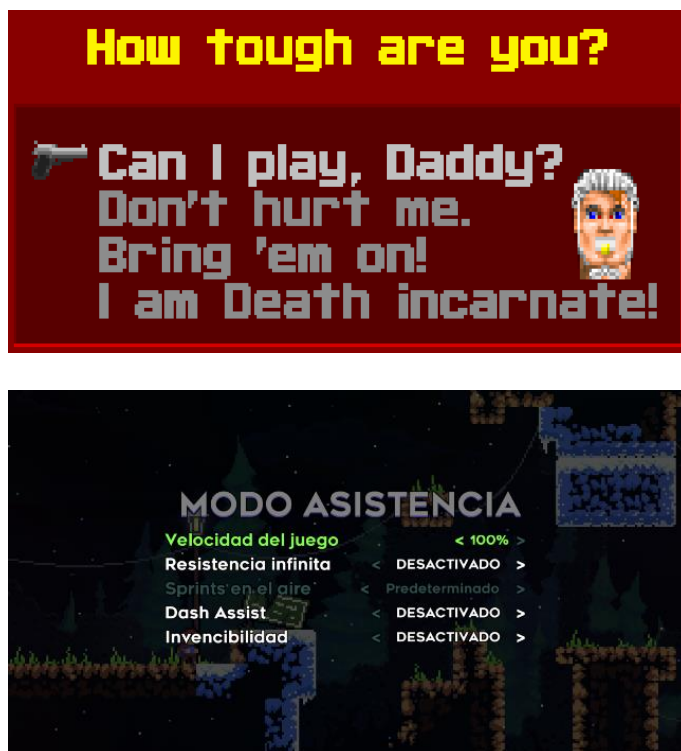 How tough are you?
Can I play, Daddy?
Don't hurt me.
Bring 'em on!
I am Death incarnate!
MODO ASISTENCIA
Velocidad del juego < 100% >
Resistencia infinita < DESACTIVADO >
Sprints en el aire < Predeterminado >
Dash Assist < DESACTIVADO >
Invencibilidad < DESACTIVADO >